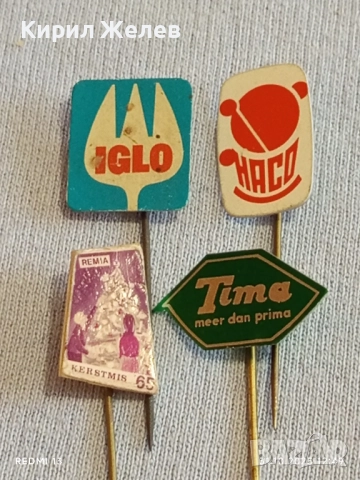 Кирил Желев
IGLO
HACO
REMIA
KERSTMIS 65
Tima
meer dan prima
REDMI 13